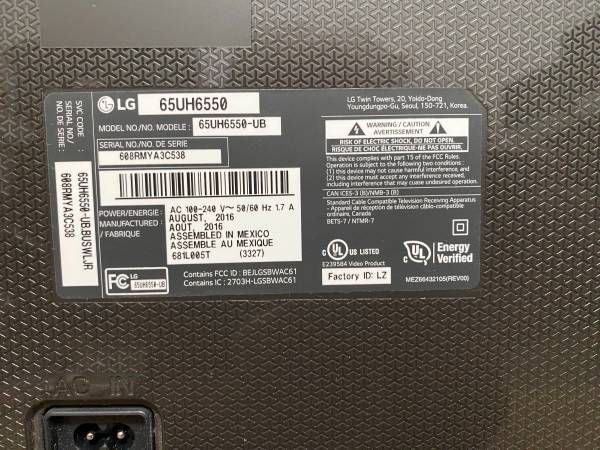 SVC CODE
65UH6550-UB.BUSWLJR
SERIAL NO./
NO. DE SERIE :
608RMYA3C538
LG 65UH6550
MODEL NO./NO. MODELE : 65UH6550-UB
SERIAL NO./NO. DE SERIE
608RMYA3C538
POWER/ENERGIE : AC 100-240 V～ 50/60 Hz 1.7 A
MANUFACTURED : AUGUST, 2016
/ FABRIQUE AOUT, 2016
ASSEMBLED IN MEXICO
ASSEMBLE AU MEXIQUE
681L005T (3327)
FC LG
65UH6550-UB
Contains FCC ID : BEJLGSBWAC61
Contains IC : 2703H-LGSBWAC61
LG Twin Towers, 20, Yoido-Dong
Youngdungpo-Gu, Seoul, 150-721, Korea.
WARNING / CAUTION
AVERTISSEMENT
RISK OF ELECTRIC SHOCK, DO NOT OPEN.
RISQUE DE CHOC ÉLECTRIQUE-NE PAS OUVRIR.
This device complies with part 15 of the FCC Rules.
Operation is subject to the following two conditions :
(1) this device may not cause harmful interference, and
(2) this device must accept any interference received,
including interference that may cause undesired operation.
CAN ICES-3 (B)/NMB-3 (B)
Standard Cable Compatible Television Receiving Apparatus
- Appareil de réception de télévision câblo-compatible
ordinaire, Canada
BETS-7 / NTMR-7
c UL US LISTED
E239584 Video Product
Factory ID: LZ
UL Energy
Verified
MEZ66432105(REV00)
AC IN